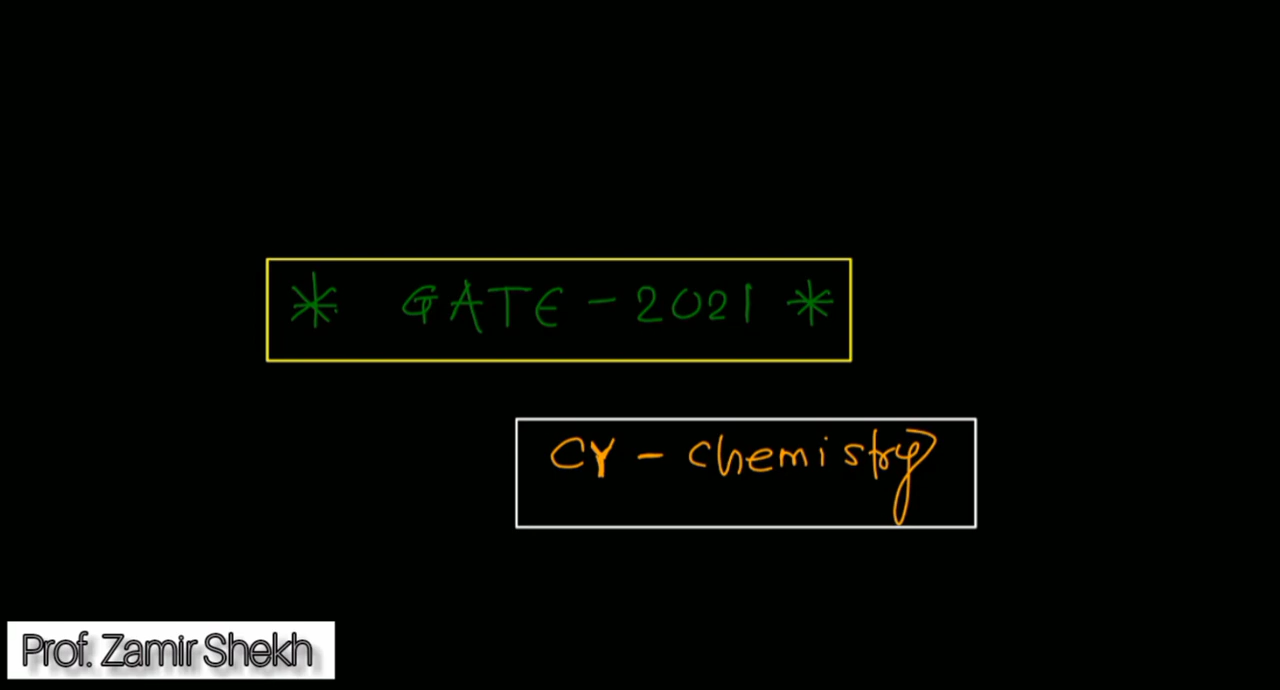 * GATE - 2021 *
CY - Chemistry
Prof. Zamir Shekh